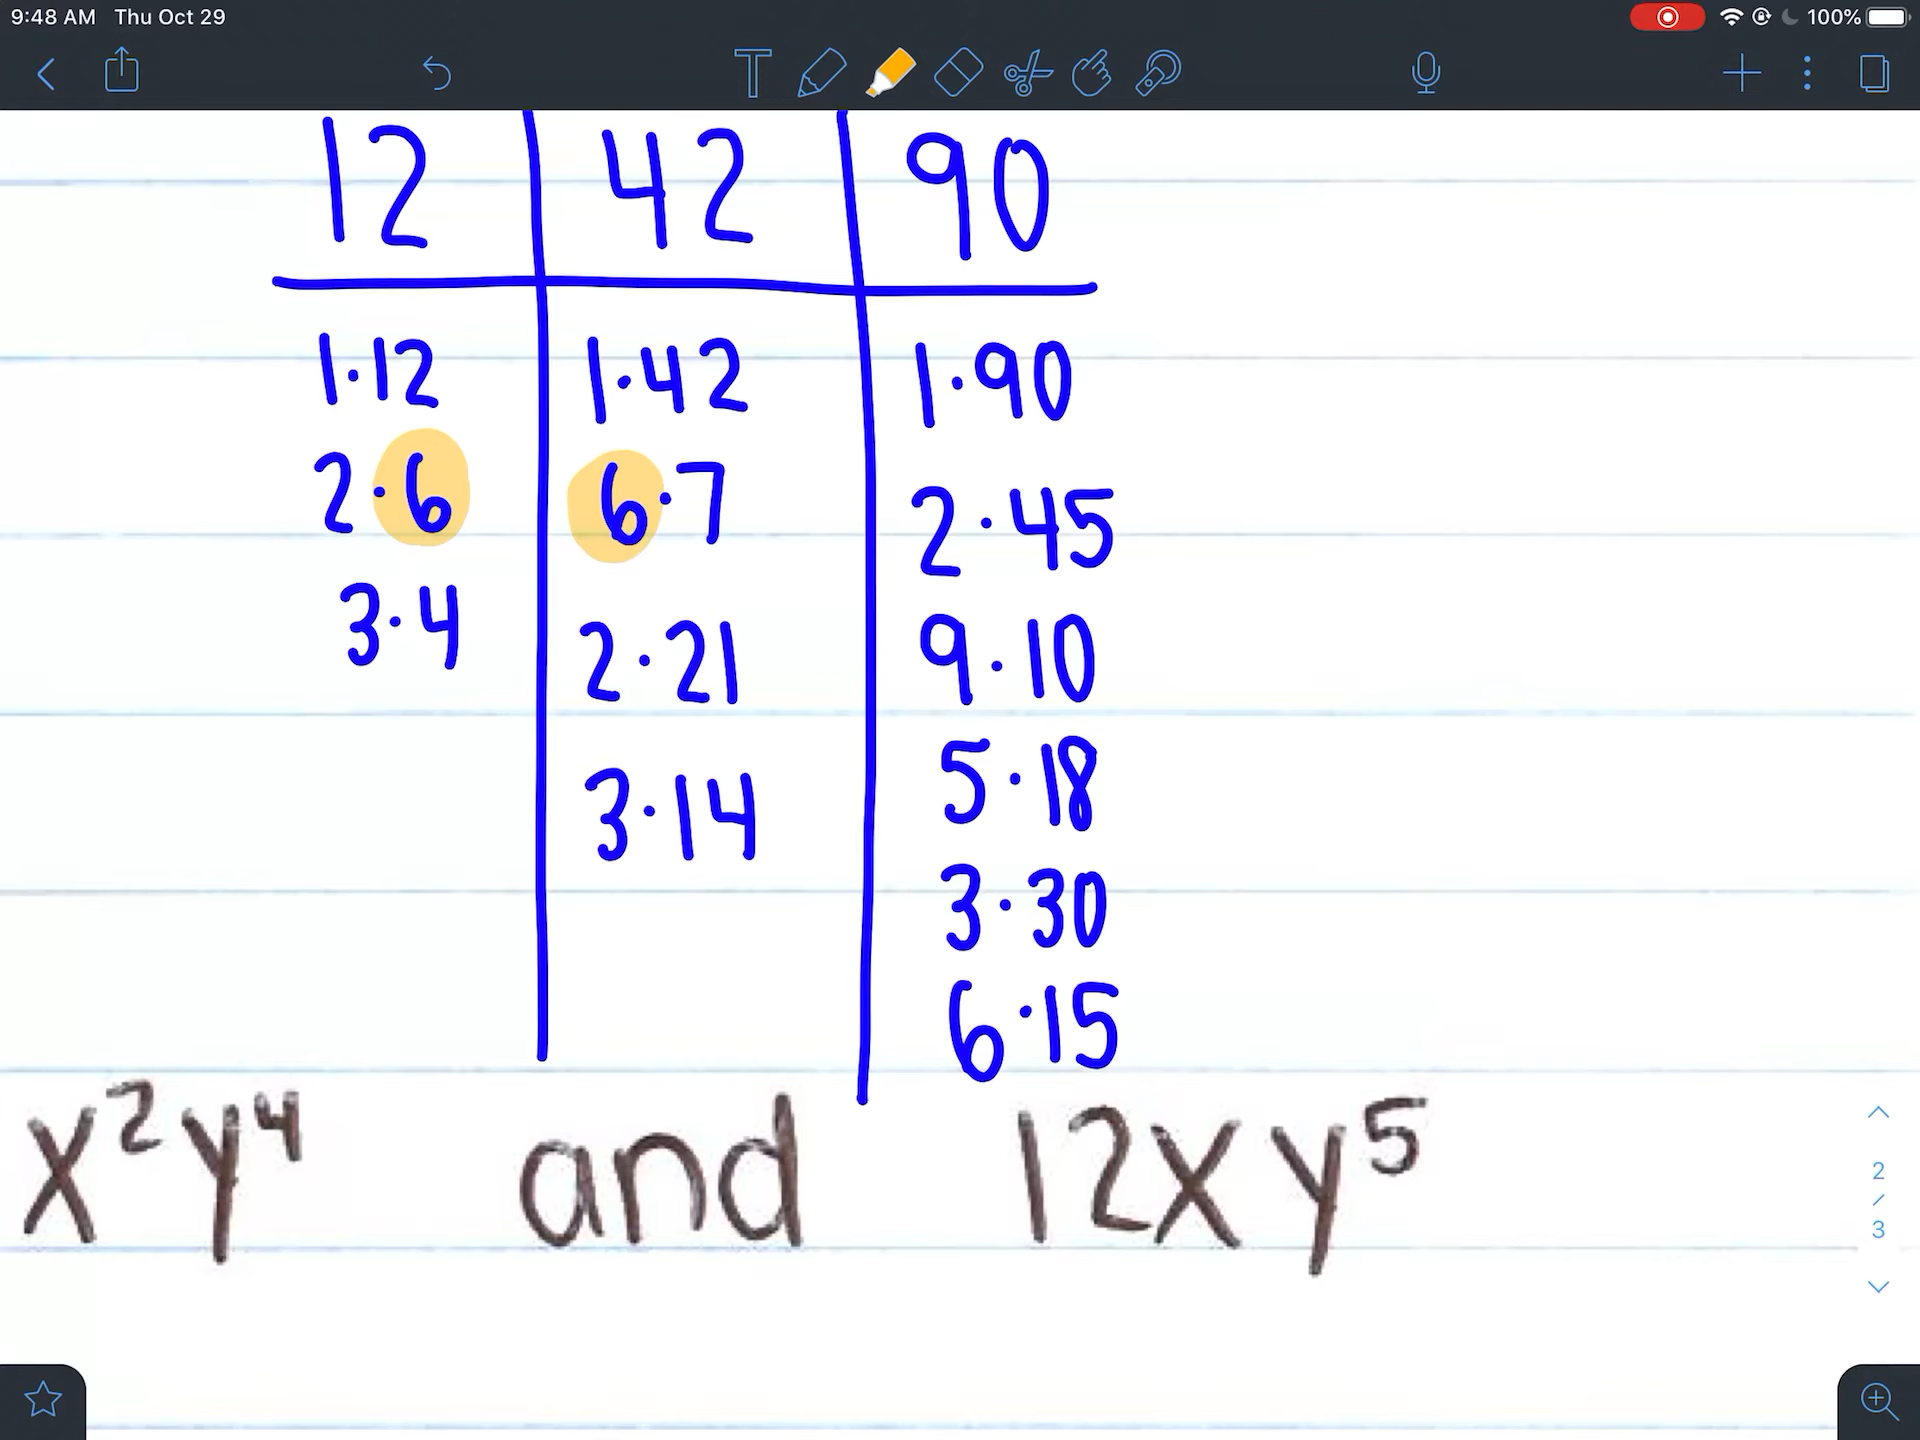 9:48 AM Thu Oct 29 100%
T
12 42 90
1·12 1·42 1·90
2·6 6·7 2·45
3·4 2·21 9·10
3·14 5·18
3·30
6·15
x²y⁴ and 12xy⁵
2
/
3